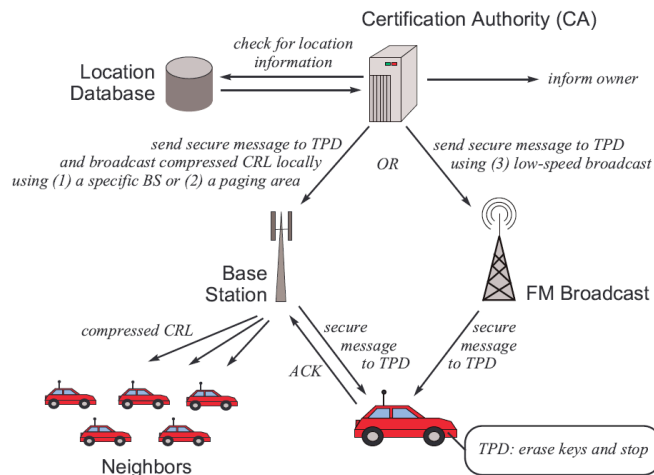 Certification Authority (CA)
check for location
information
Location
Database
inform owner
send secure message to TPD
and broadcast compressed CRL locally
using (1) a specific BS or (2) a paging area
OR
send secure message to TPD
using (3) low-speed broadcast
Base
Station
FM Broadcast
compressed CRL
secure
message
to TPD
ACK
secure
message
to TPD
TPD: erase keys and stop
Neighbors